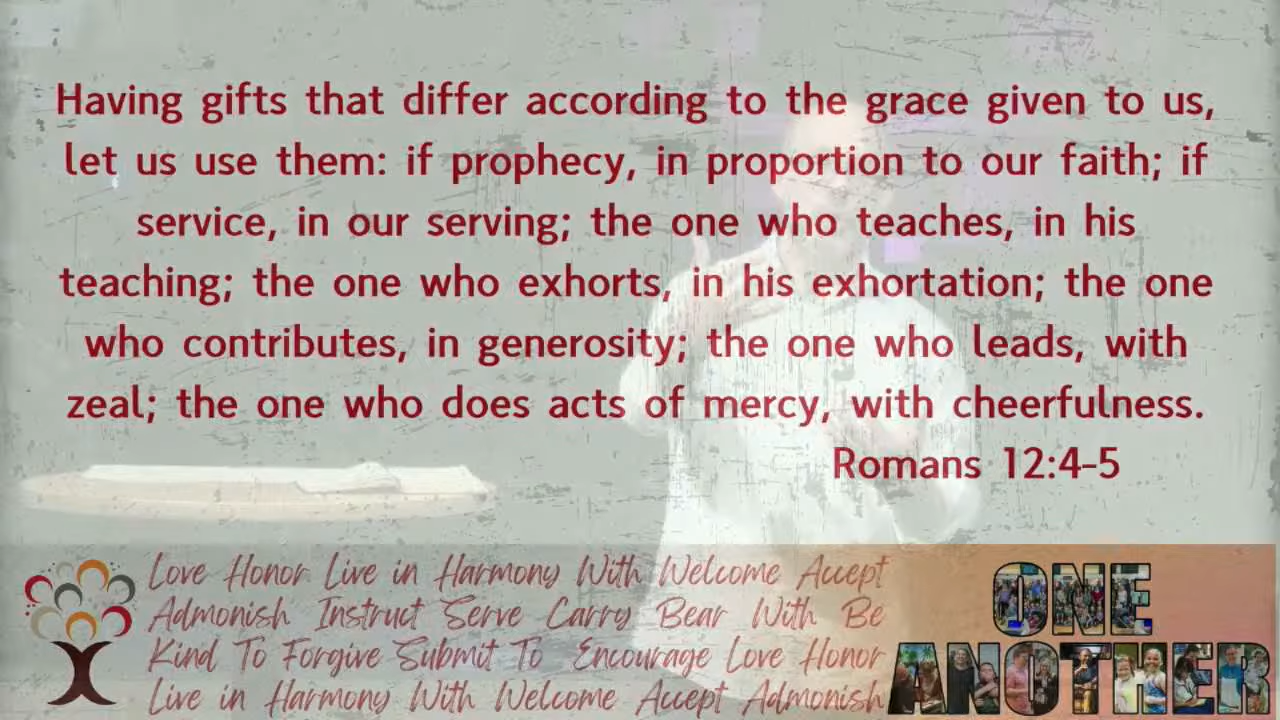 Having gifts that differ according to the grace given to us,
let us use them: if prophecy, in proportion to our faith; if
service, in our serving; the one who teaches, in his
teaching; the one who exhorts, in his exhortation; the one
who contributes, in generosity; the one who leads, with
zeal; the one who does acts of mercy, with cheerfulness.
Romans 12:4-5
Love Honor Live in Harmony With Welcome Accept
Admonish Instruct Serve Carry Bear With Be
Kind To Forgive Submit To Encourage Love Honor
Live in Harmony With Welcome Accept Admonish
ONE
ANOTHER